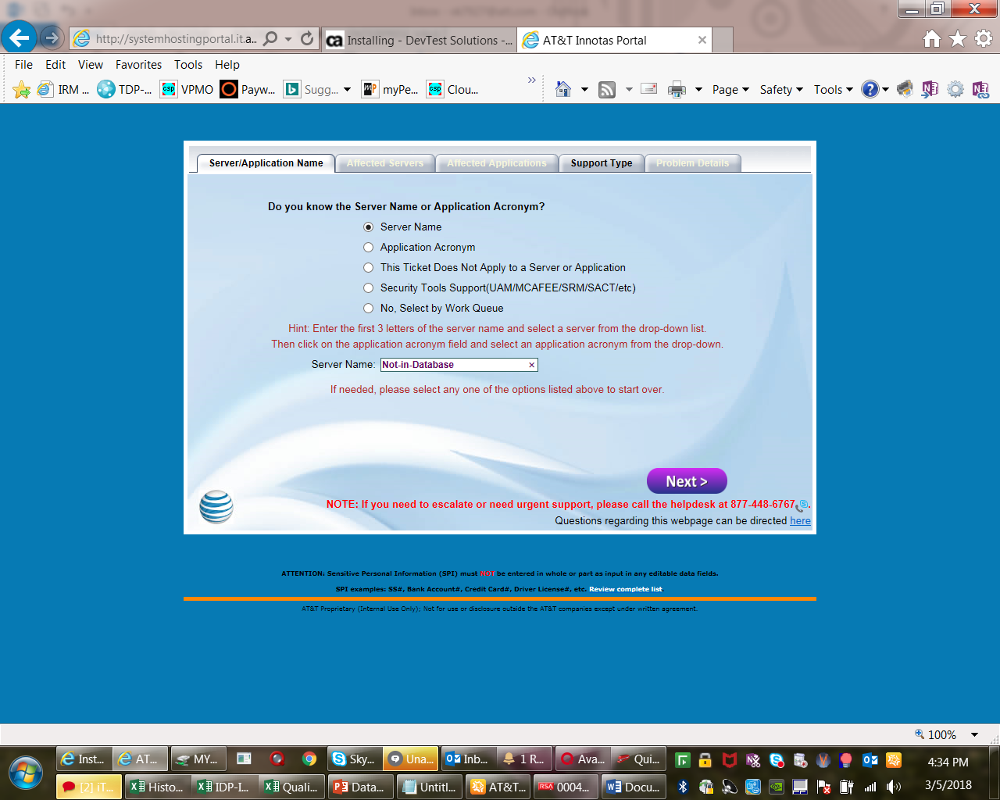 http://systemhostingportal.it.a...
Installing - DevTest Solutions -...
AT&T Innotas Portal
File Edit View Favorites Tools Help
IRM ...
TDP-...
VPMO
Payw...
Sugg...
myPe...
Clou...
Page
Safety
Tools
Server/Application Name
Affected Servers
Affected Applications
Support Type
Problem Details
Do you know the Server Name or Application Acronym?
Server Name
Application Acronym
This Ticket Does Not Apply to a Server or Application
Security Tools Support(UAM/MCAFEE/SRM/SACT/etc)
No, Select by Work Queue
Hint: Enter the first 3 letters of the server name and select a server from the drop-down list.
Then click on the application acronym field and select an application acronym from the drop-down.
Server Name: Not-in-Database
If needed, please select any one of the options listed above to start over.
Next >
NOTE: If you need to escalate or need urgent support, please call the helpdesk at 877-448-6767.
Questions regarding this webpage can be directed here
ATTENTION: Sensitive Personal Information (SPI) must NOT be entered in whole or part as input in any editable data fields.
SPI examples: SS#, Bank Account#, Credit Card#, Driver License#, etc. Review complete list.
AT&T Proprietary (Internal Use Only); Not for use or disclosure outside the AT&T companies except under written agreement.
100%
Inst...
AT...
MY...
Sky...
Una...
Inb...
1 R...
Ava...
Qui...
4:34 PM
[2] iT...
Histo...
IDP-I...
Quali...
Data...
Untitl...
AT&T...
0004...
Docu...
3/5/2018